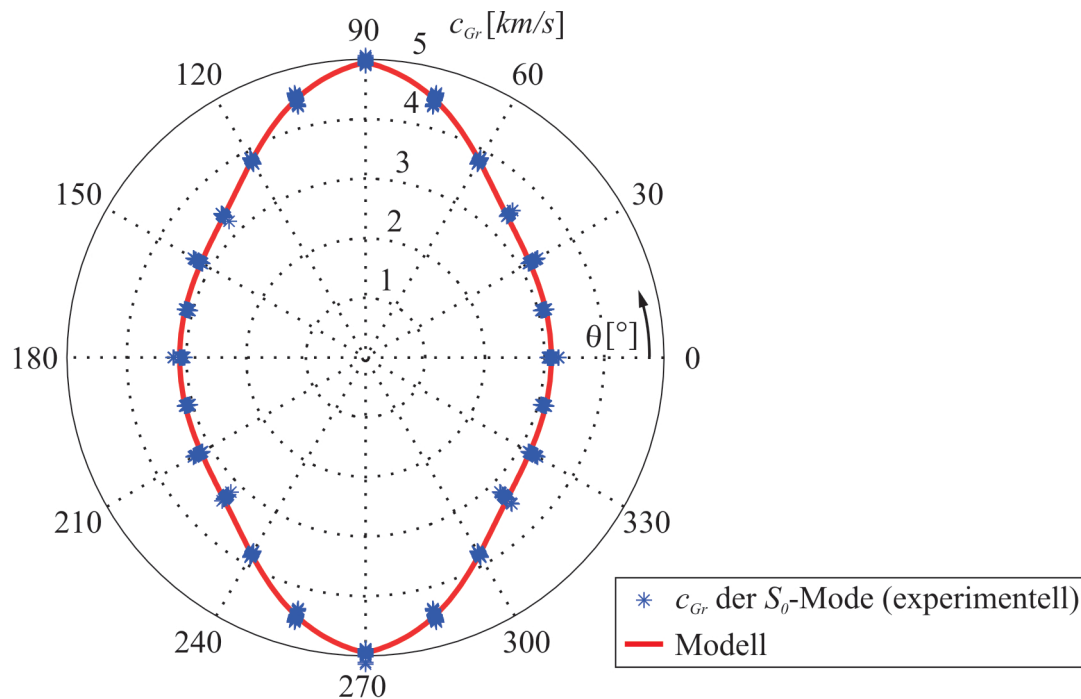 90 c_Gr [km/s]
120 5 60
4
150 3 30
2
1
180 θ[°] 0
210 330
240 300
270
c_Gr der S_0-Mode (experimentell)
Modell